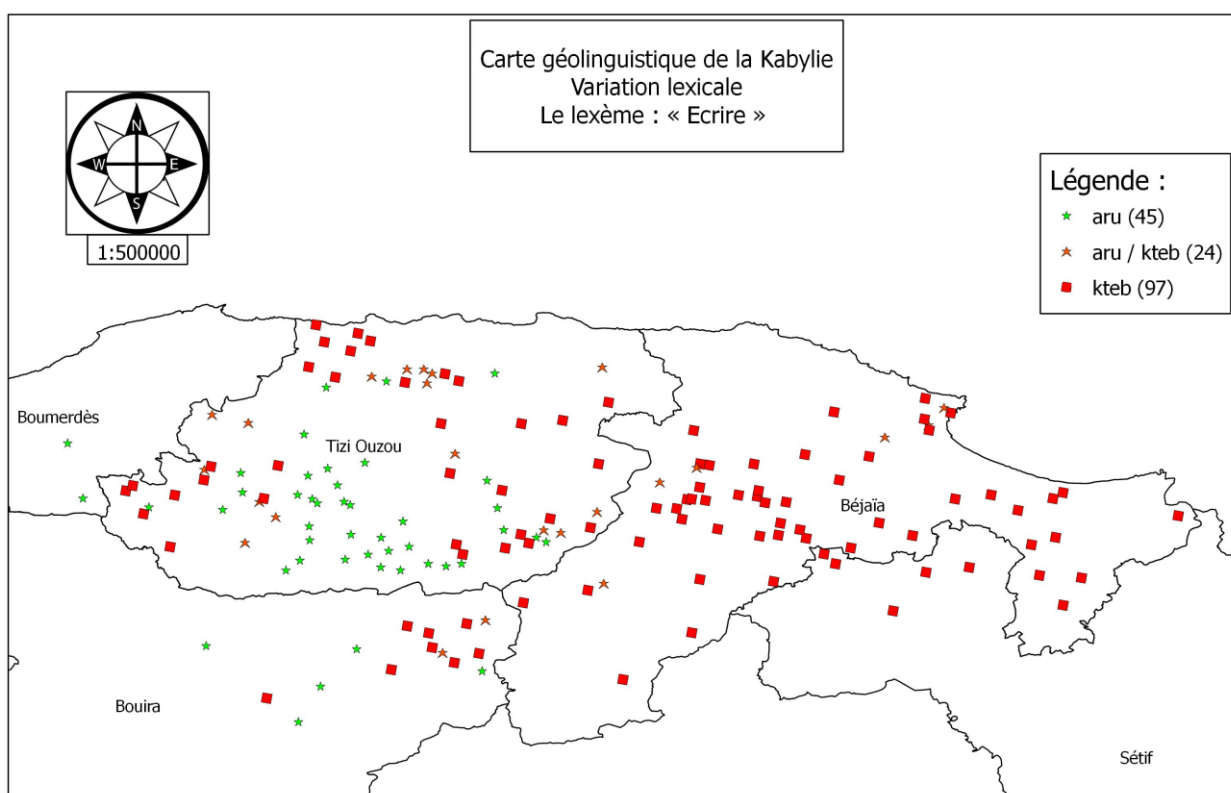 Carte géolinguistique de la Kabylie
Variation lexicale
Le lexème : « Ecrire »
N
W
E
S
1:500000
Légende :
aru (45)
aru / kteb (24)
kteb (97)
Boumerdès
Tizi Ouzou
Béjaïa
Bouira
Sétif